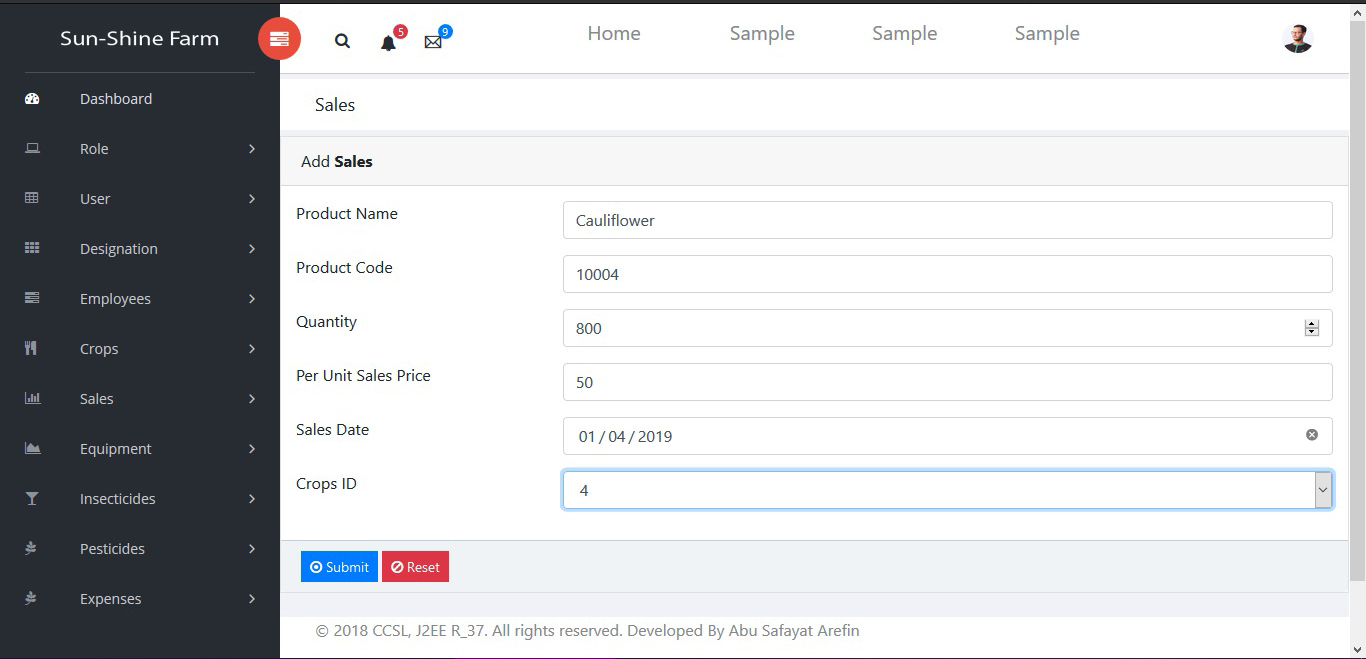 Sun-Shine Farm
5
9
Home
Sample
Sample
Sample
Dashboard
Role
User
Designation
Employees
Crops
Sales
Equipment
Insecticides
Pesticides
Expenses
Sales
Add Sales
Product Name
Cauliflower
Product Code
10004
Quantity
800
Per Unit Sales Price
50
Sales Date
01 / 04 / 2019
Crops ID
4
Submit
Reset
© 2018 CCSL, J2EE R_37. All rights reserved. Developed By Abu Safayat Arefin